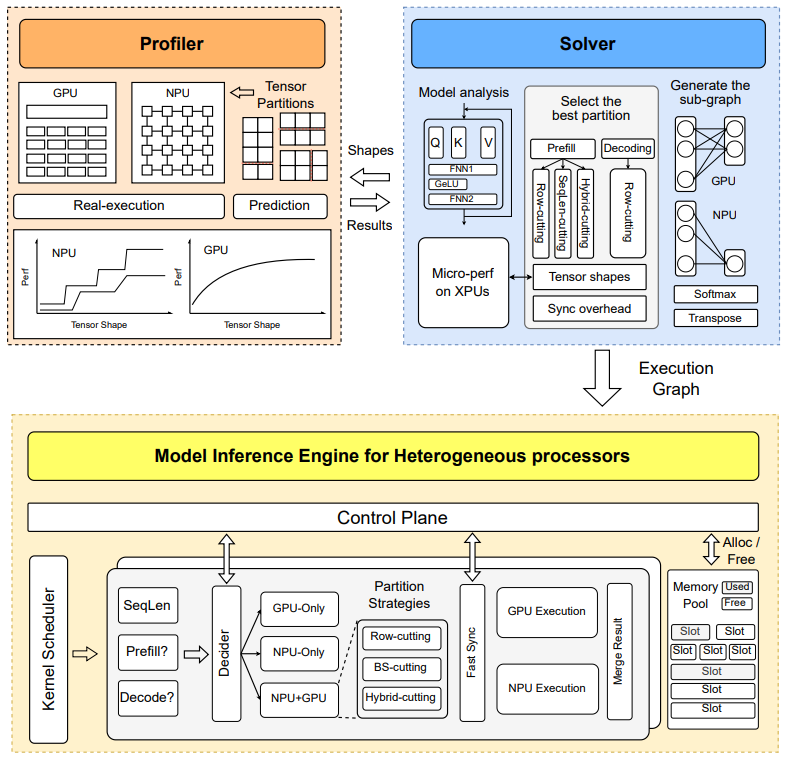 Profiler
GPU
NPU
Tensor
Partitions
Real-execution
Prediction
NPU
Perf
Tensor Shape
GPU
Perf
Tensor Shape
Shapes
Results
Solver
Model analysis
Q
K
V
FNN1
GeLU
FNN2
Micro-perf
on XPUs
Select the
best partition
Prefill
Decoding
Row-cutting
SeqLen-cutting
Hybrid-cutting
Row-cutting
Tensor shapes
Sync overhead
Generate the
sub-graph
GPU
NPU
Softmax
Transpose
Execution
Graph
Model Inference Engine for Heterogeneous processors
Control Plane
Alloc /
Free
Kernel Scheduler
SeqLen
Prefill?
Decode?
Decider
GPU-Only
NPU-Only
NPU+GPU
Partition
Strategies
Row-cutting
BS-cutting
Hybrid-cutting
Fast Sync
GPU Execution
NPU Execution
Merge Result
Memory
Pool
Used
Free
Slot
Slot
Slot
Slot
Slot
Slot
Slot
Slot